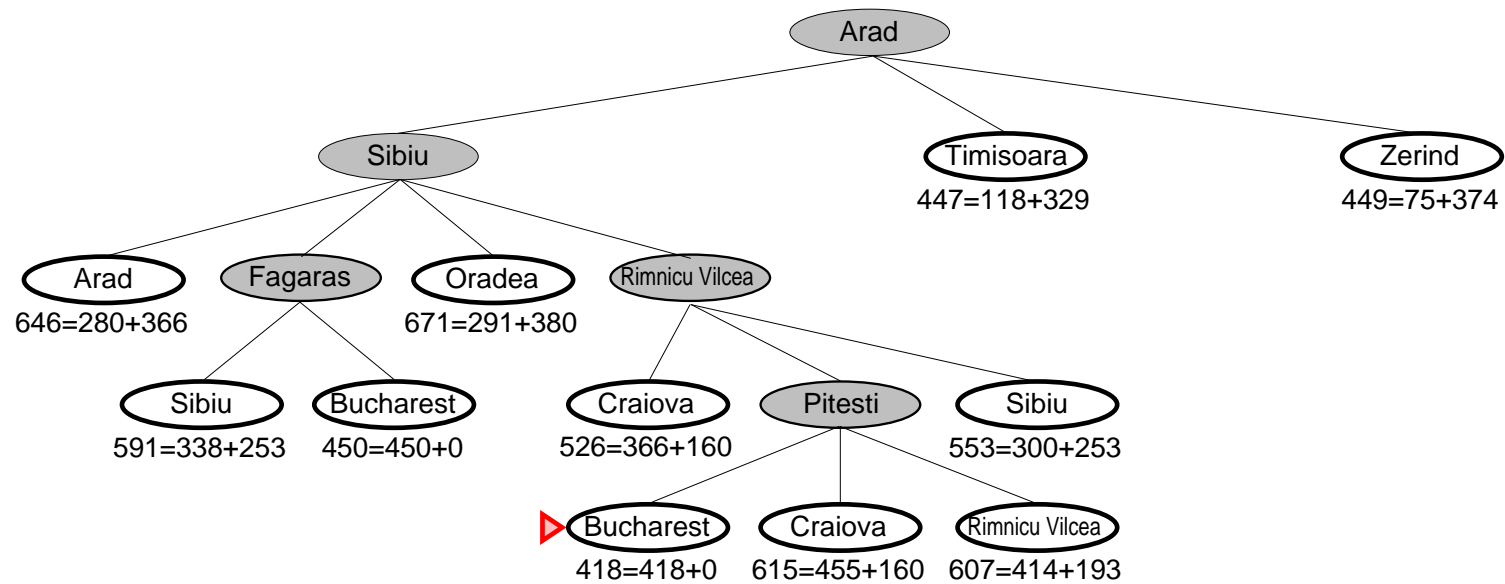 Arad
Sibiu Timisoara Zerind
447=118+329 449=75+374
Arad Fagaras Oradea Rimnicu Vilcea
646=280+366 671=291+380
Sibiu Bucharest Craiova Pitesti Sibiu
591=338+253 450=450+0 526=366+160 553=300+253
Bucharest Craiova Rimnicu Vilcea
418=418+0 615=455+160 607=414+193